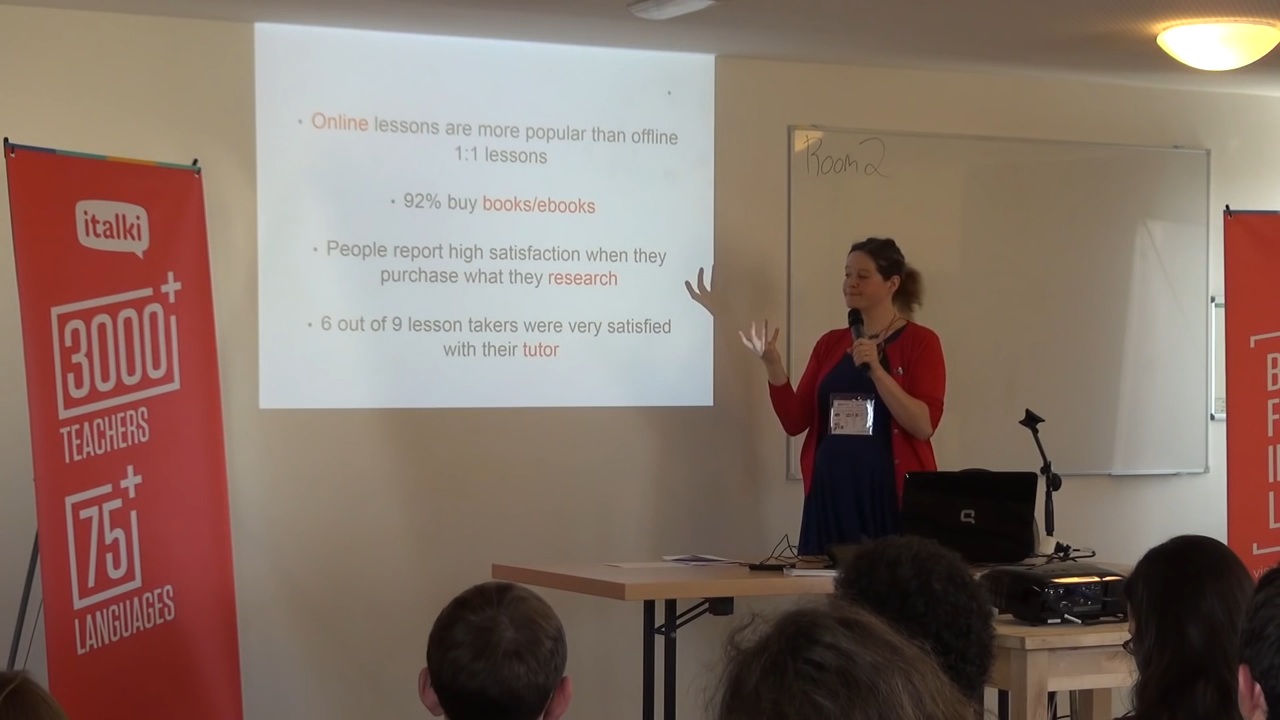 italki
3000+
TEACHERS
75+
LANGUAGES
• Online lessons are more popular than offline
1:1 lessons
• 92% buy books/ebooks
• People report high satisfaction when they
purchase what they research
• 6 out of 9 lesson takers were very satisfied
with their tutor
Room 2